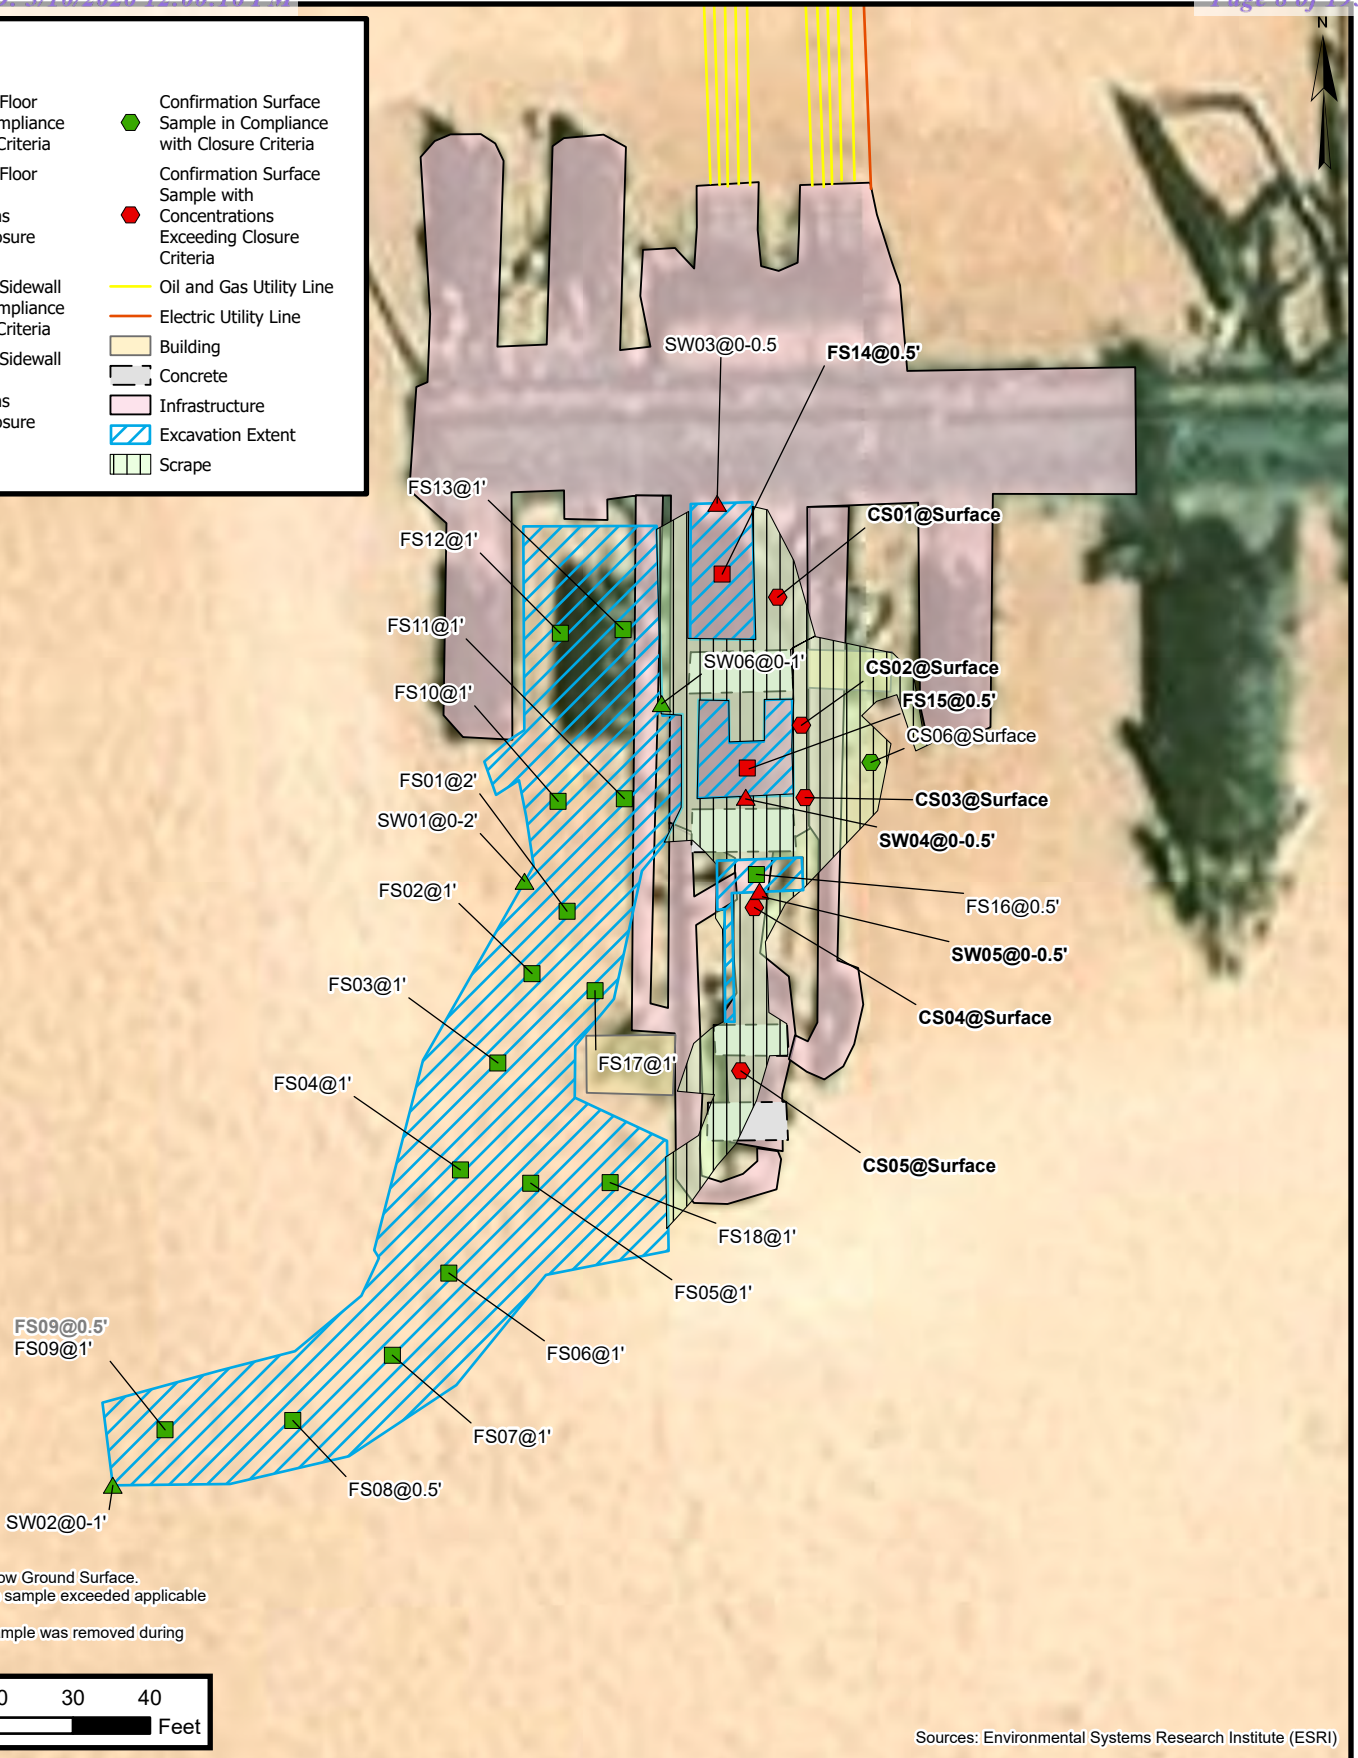 Floor
mpliance
Criteria
Floor
osure
Sidewall
mpliance
Criteria
Sidewall
osure
Confirmation Surface
Sample in Compliance
with Closure Criteria
Confirmation Surface
Sample with
Concentrations
Exceeding Closure
Criteria
Oil and Gas Utility Line
Electric Utility Line
Building
Concrete
Infrastructure
Excavation Extent
Scrape
N
SW03@0-0.5
FS14@0.5'
FS13@1'
CS01@Surface
FS12@1'
FS11@1'
SW06@0-1'
CS02@Surface
FS10@1'
FS15@0.5'
CS06@Surface
FS01@2'
CS03@Surface
SW01@0-2'
SW04@0-0.5'
FS02@1'
FS16@0.5'
SW05@0-0.5'
FS03@1'
CS04@Surface
FS17@1'
FS04@1'
CS05@Surface
FS18@1'
FS05@1'
FS09@0.5'
FS09@1'
FS06@1'
FS07@1'
FS08@0.5'
SW02@0-1'
ow Ground Surface.
sample exceeded applicable
mple was removed during
0 30 40
Feet
Sources: Environmental Systems Research Institute (ESRI)